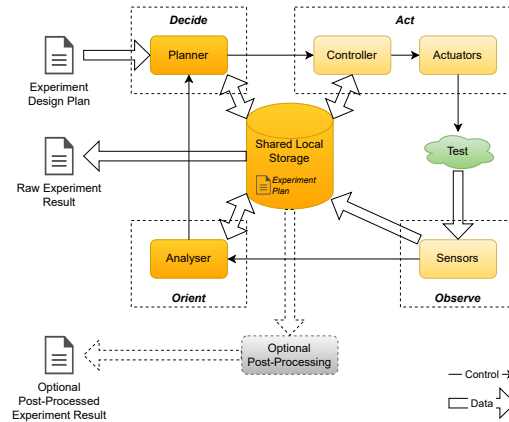 Decide
Act
Planner
Controller
Actuators
Experiment
Design Plan
Shared Local
Storage
Experiment
Plan
Test
Raw Experiment
Result
Analyser
Sensors
Orient
Observe
Optional
Post-Processing
Optional
Post-Processed
Experiment Result
Control
Data